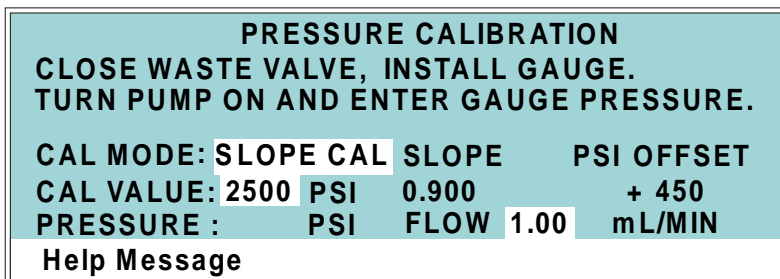 PRESSURE CALIBRATION
CLOSE WASTE VALVE, INSTALL GAUGE.
TURN PUMP ON AND ENTER GAUGE PRESSURE.
CAL MODE: SLOPE CAL SLOPE PSI OFFSET
CAL VALUE: 2500 PSI 0.900 + 450
PRESSURE : PSI FLOW 1.00 mL/MIN
Help Message